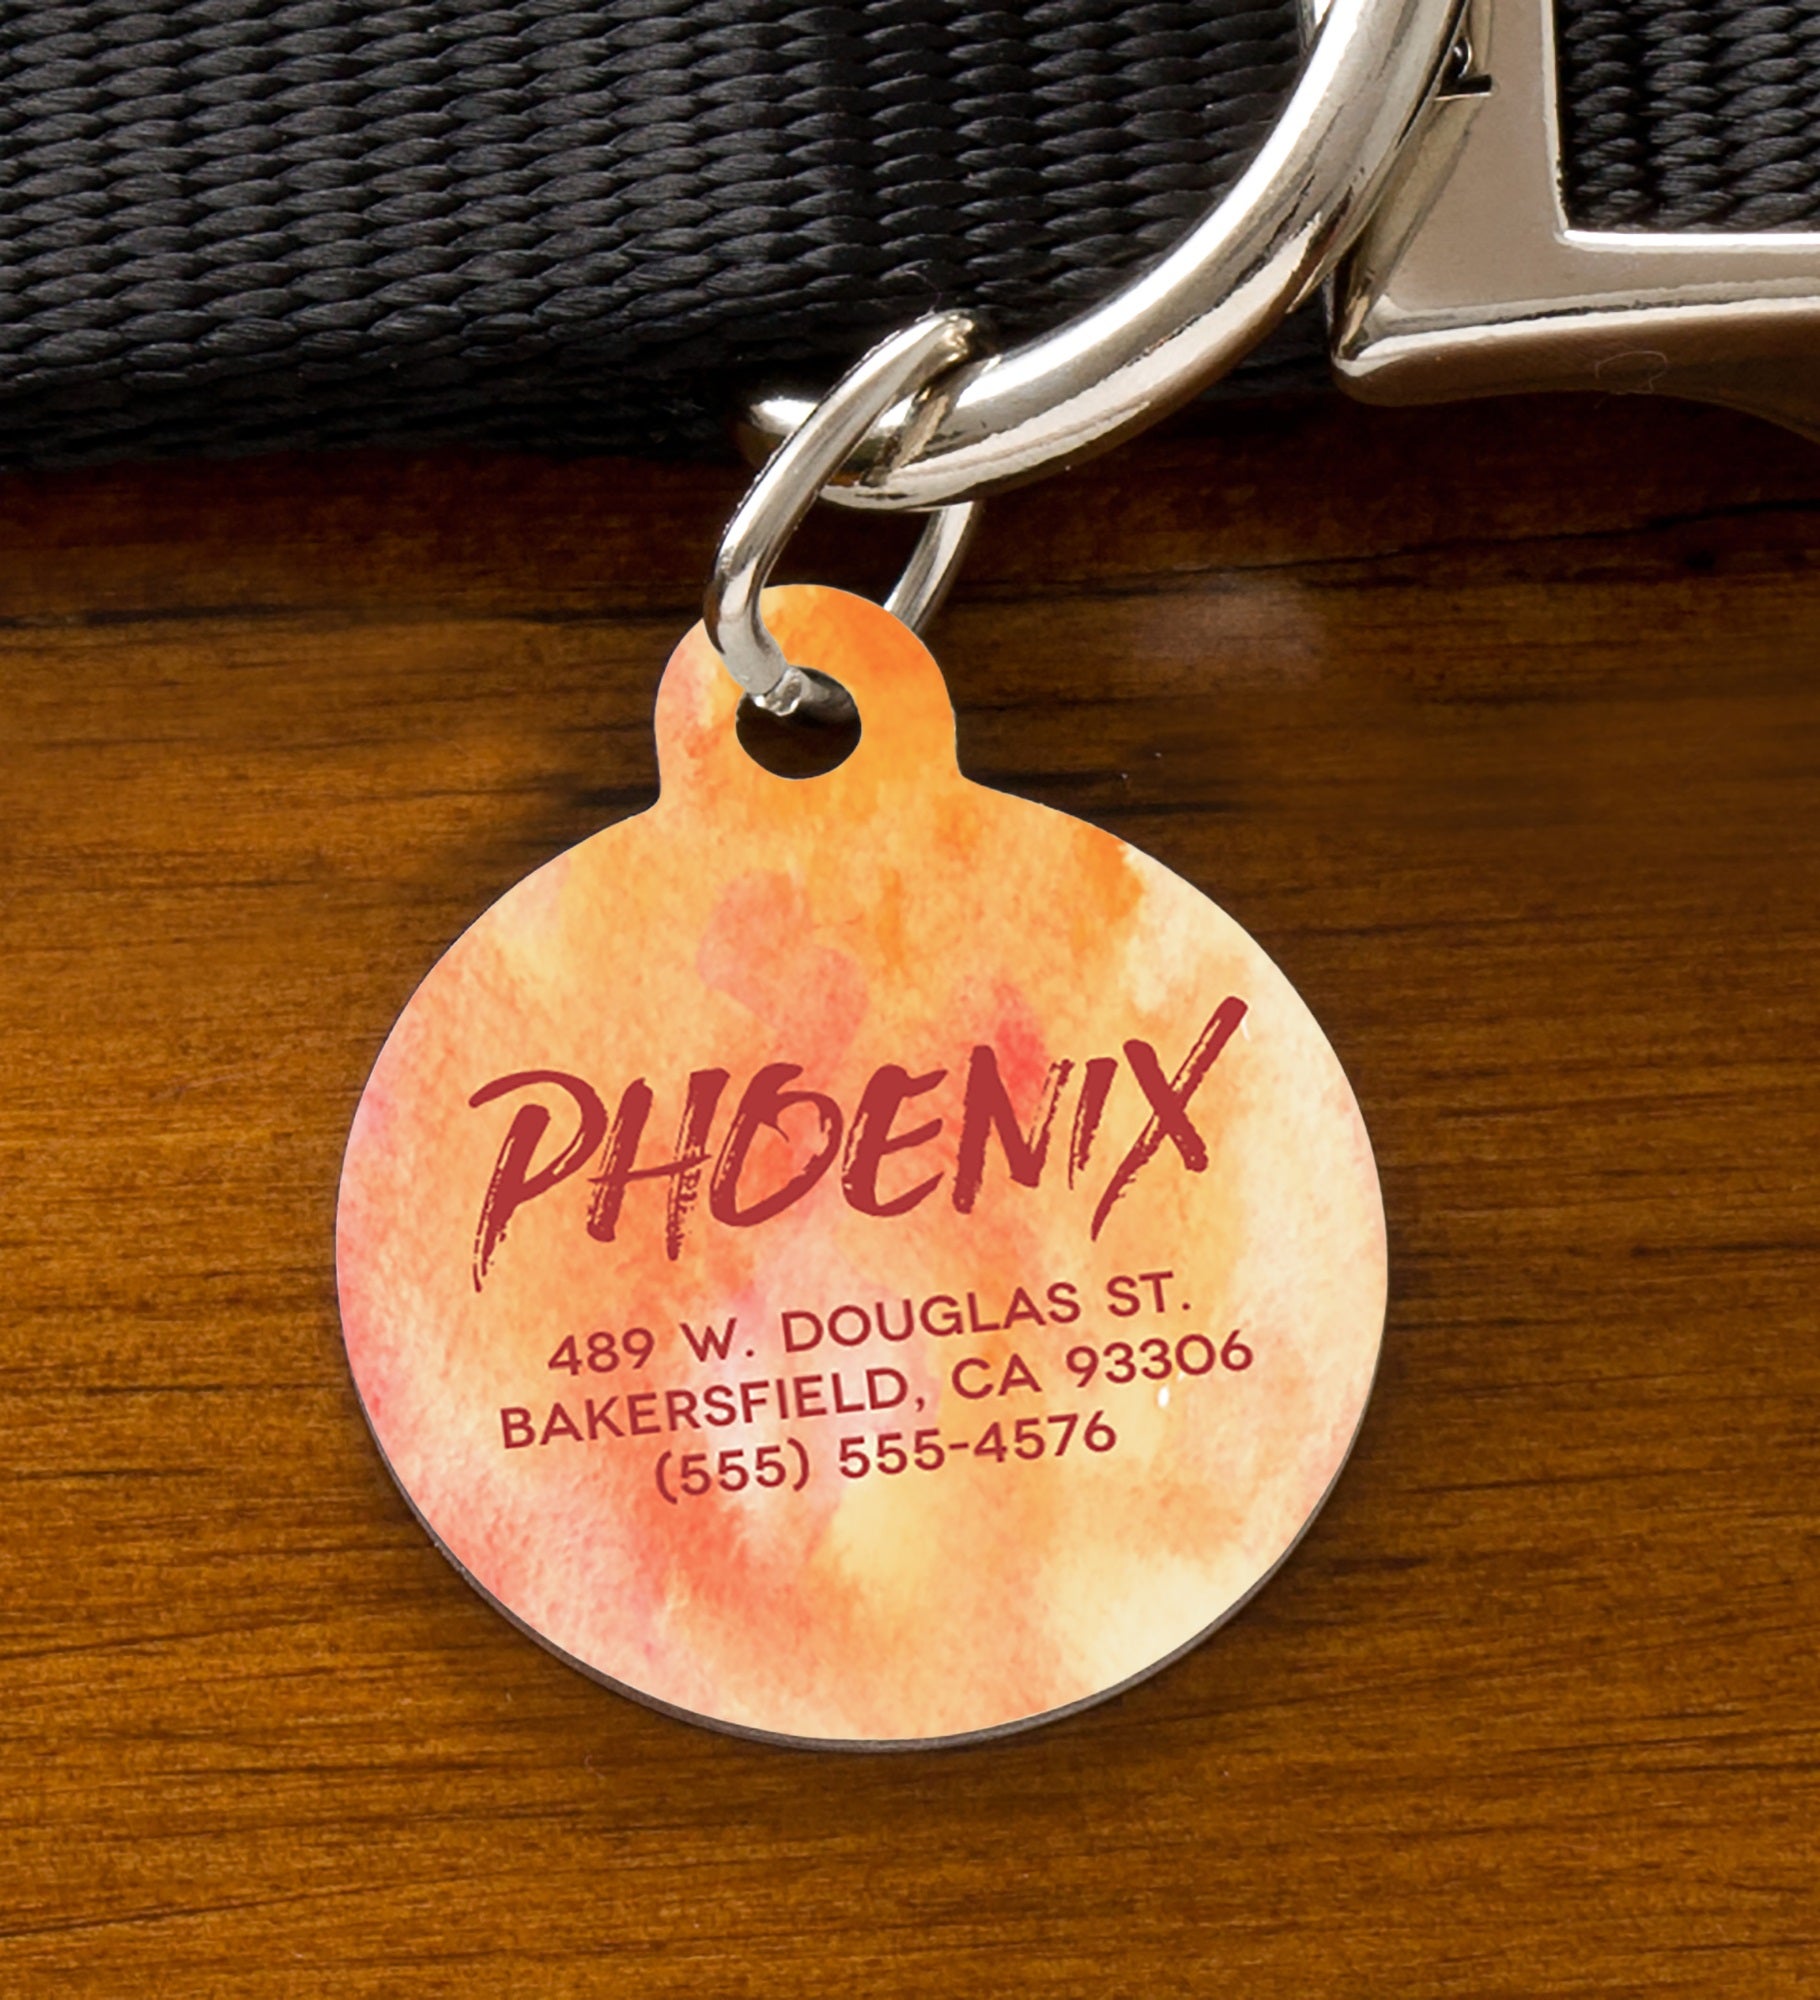 PHOENIX
489 W. DOUGLAS ST.
BAKERSFIELD, CA 93306
(555) 555-4576